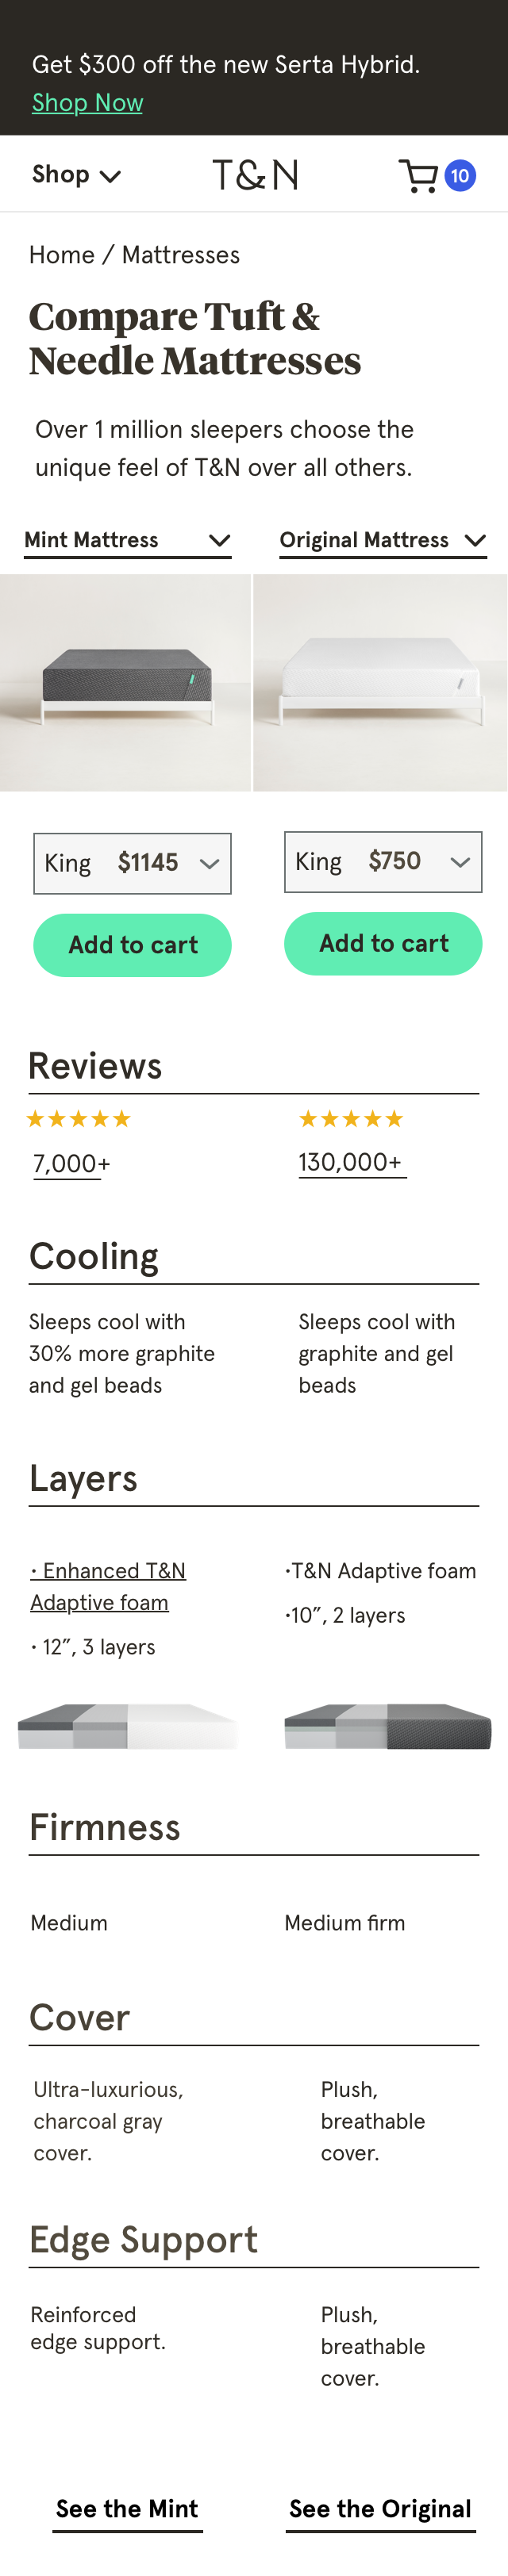 Get $300 off the new Serta Hybrid.
Shop Now
Shop
T&N
10
Home / Mattresses
Compare Tuft &
Needle Mattresses
Over 1 million sleepers choose the
unique feel of T&N over all others.
Mint Mattress
Original Mattress
King $1145
King $750
Add to cart
Add to cart
Reviews
7,000+
130,000+
Cooling
Sleeps cool with
30% more graphite
and gel beads
Sleeps cool with
graphite and gel
beads
Layers
· Enhanced T&N
Adaptive foam
· 12”, 3 layers
·T&N Adaptive foam
·10”, 2 layers
Firmness
Medium
Medium firm
Cover
Ultra-luxurious,
charcoal gray
cover.
Plush,
breathable
cover.
Edge Support
Reinforced
edge support.
Plush,
breathable
cover.
See the Mint
See the Original